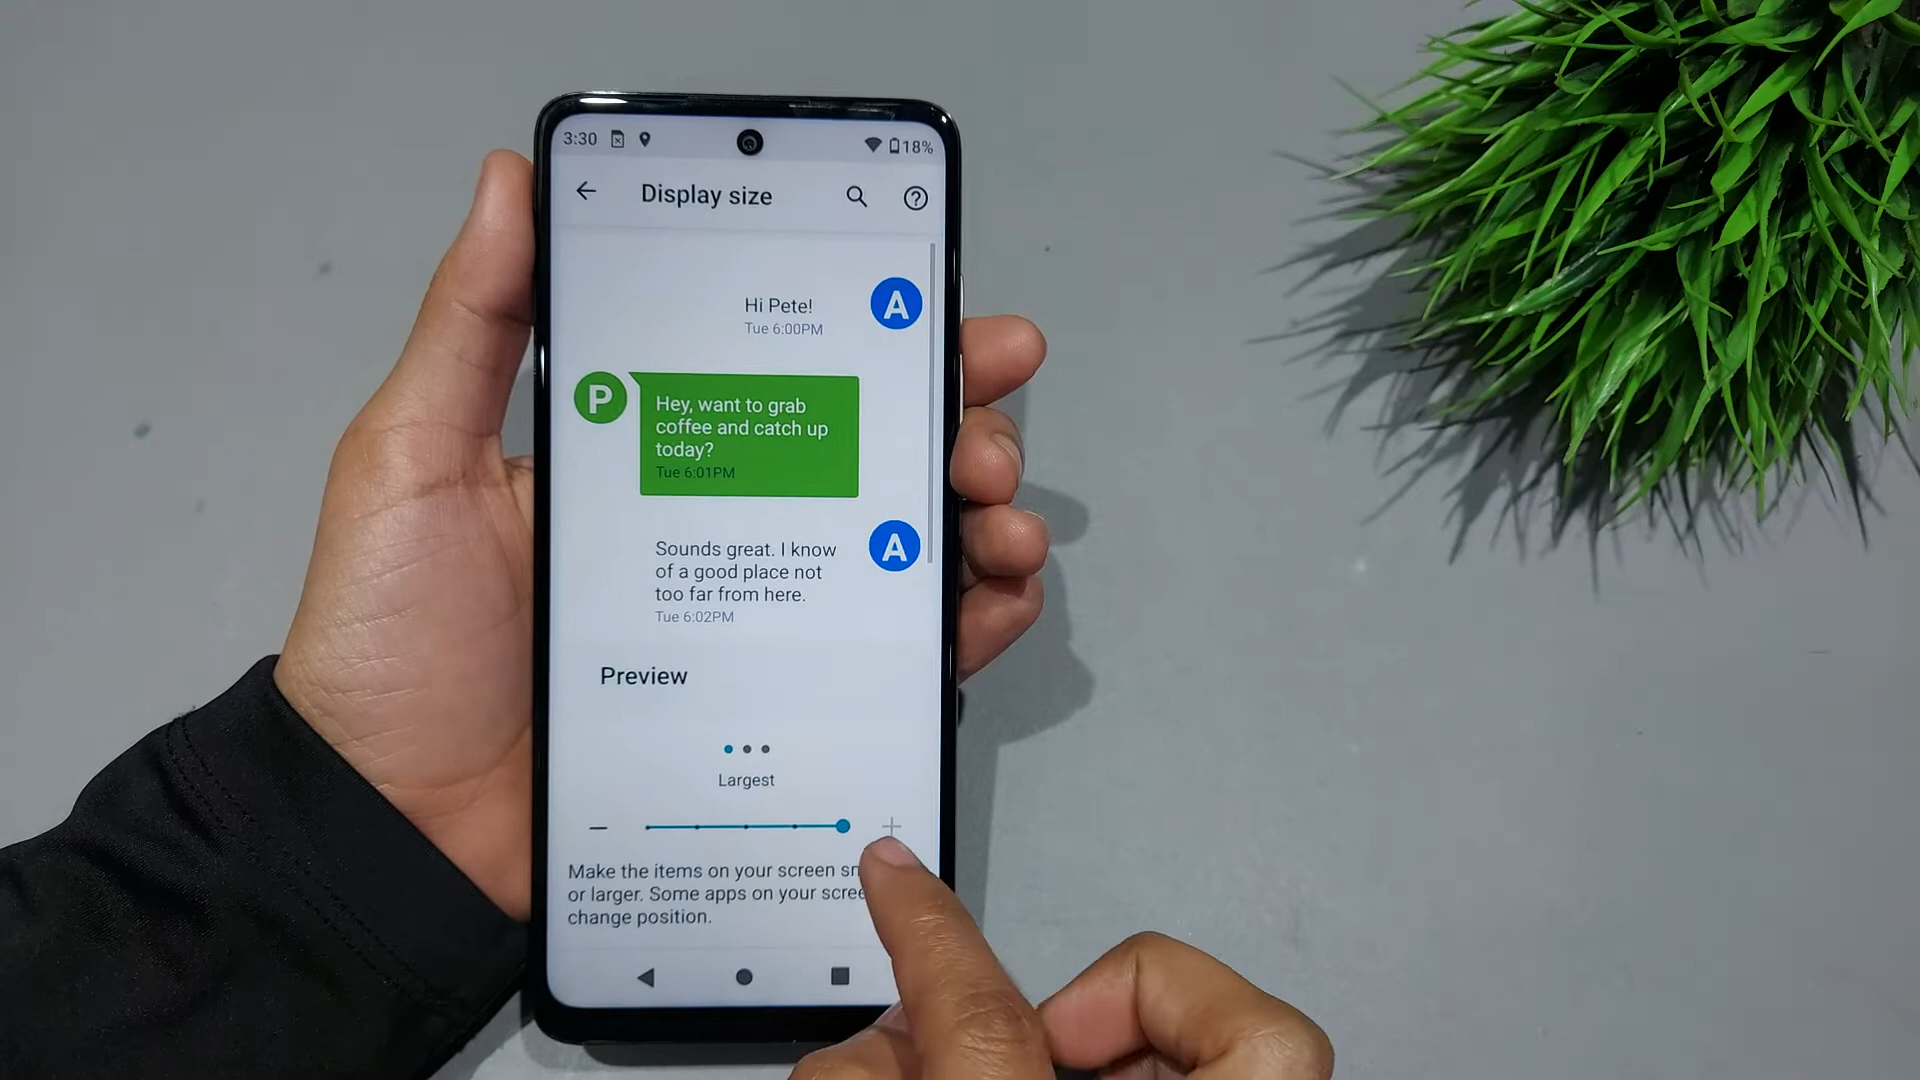 3:30 18%
Display size
Hi Pete!
Tue 6:00PM
A
P
Hey, want to grab
coffee and catch up
today?
Tue 6:01PM
A
Sounds great. I know
of a good place not
too far from here.
Tue 6:02PM
Preview
Largest
Make the items on your screen
or larger. Some apps on your
change position.